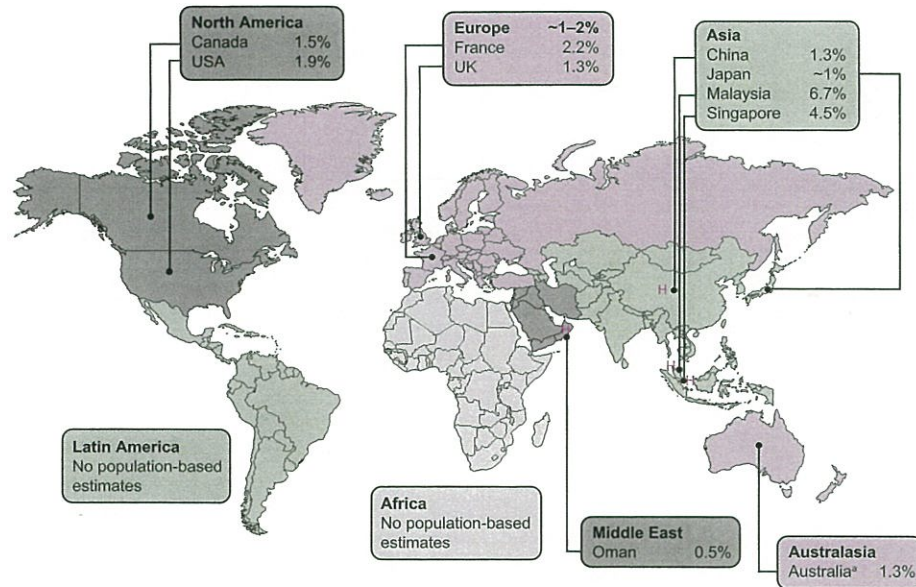 North America
Canada 1.5%
USA 1.9%
Europe ~1–2%
France 2.2%
UK 1.3%
Asia
China 1.3%
Japan ~1%
Malaysia 6.7%
Singapore 4.5%
H
H
H
H
Latin America
No population-based
estimates
Africa
No population-based
estimates
Middle East
Oman 0.5%
Australasia
Australiaᵃ 1.3%